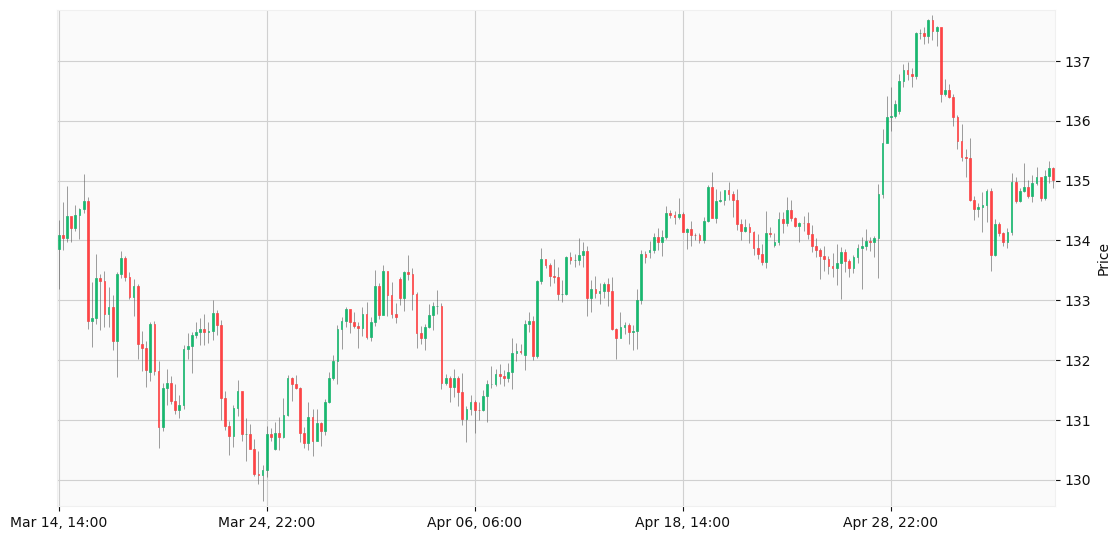 137
136
135
134
133
132
131
130
Price
Mar 14, 14:00
Mar 24, 22:00
Apr 06, 06:00
Apr 18, 14:00
Apr 28, 22:00